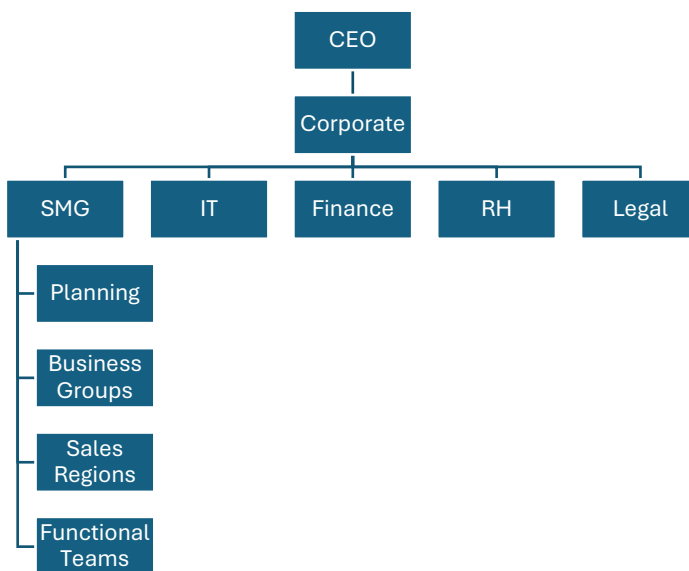 CEO
Corporate
SMG
IT
Finance
RH
Legal
Planning
Business
Groups
Sales
Regions
Functional
Teams